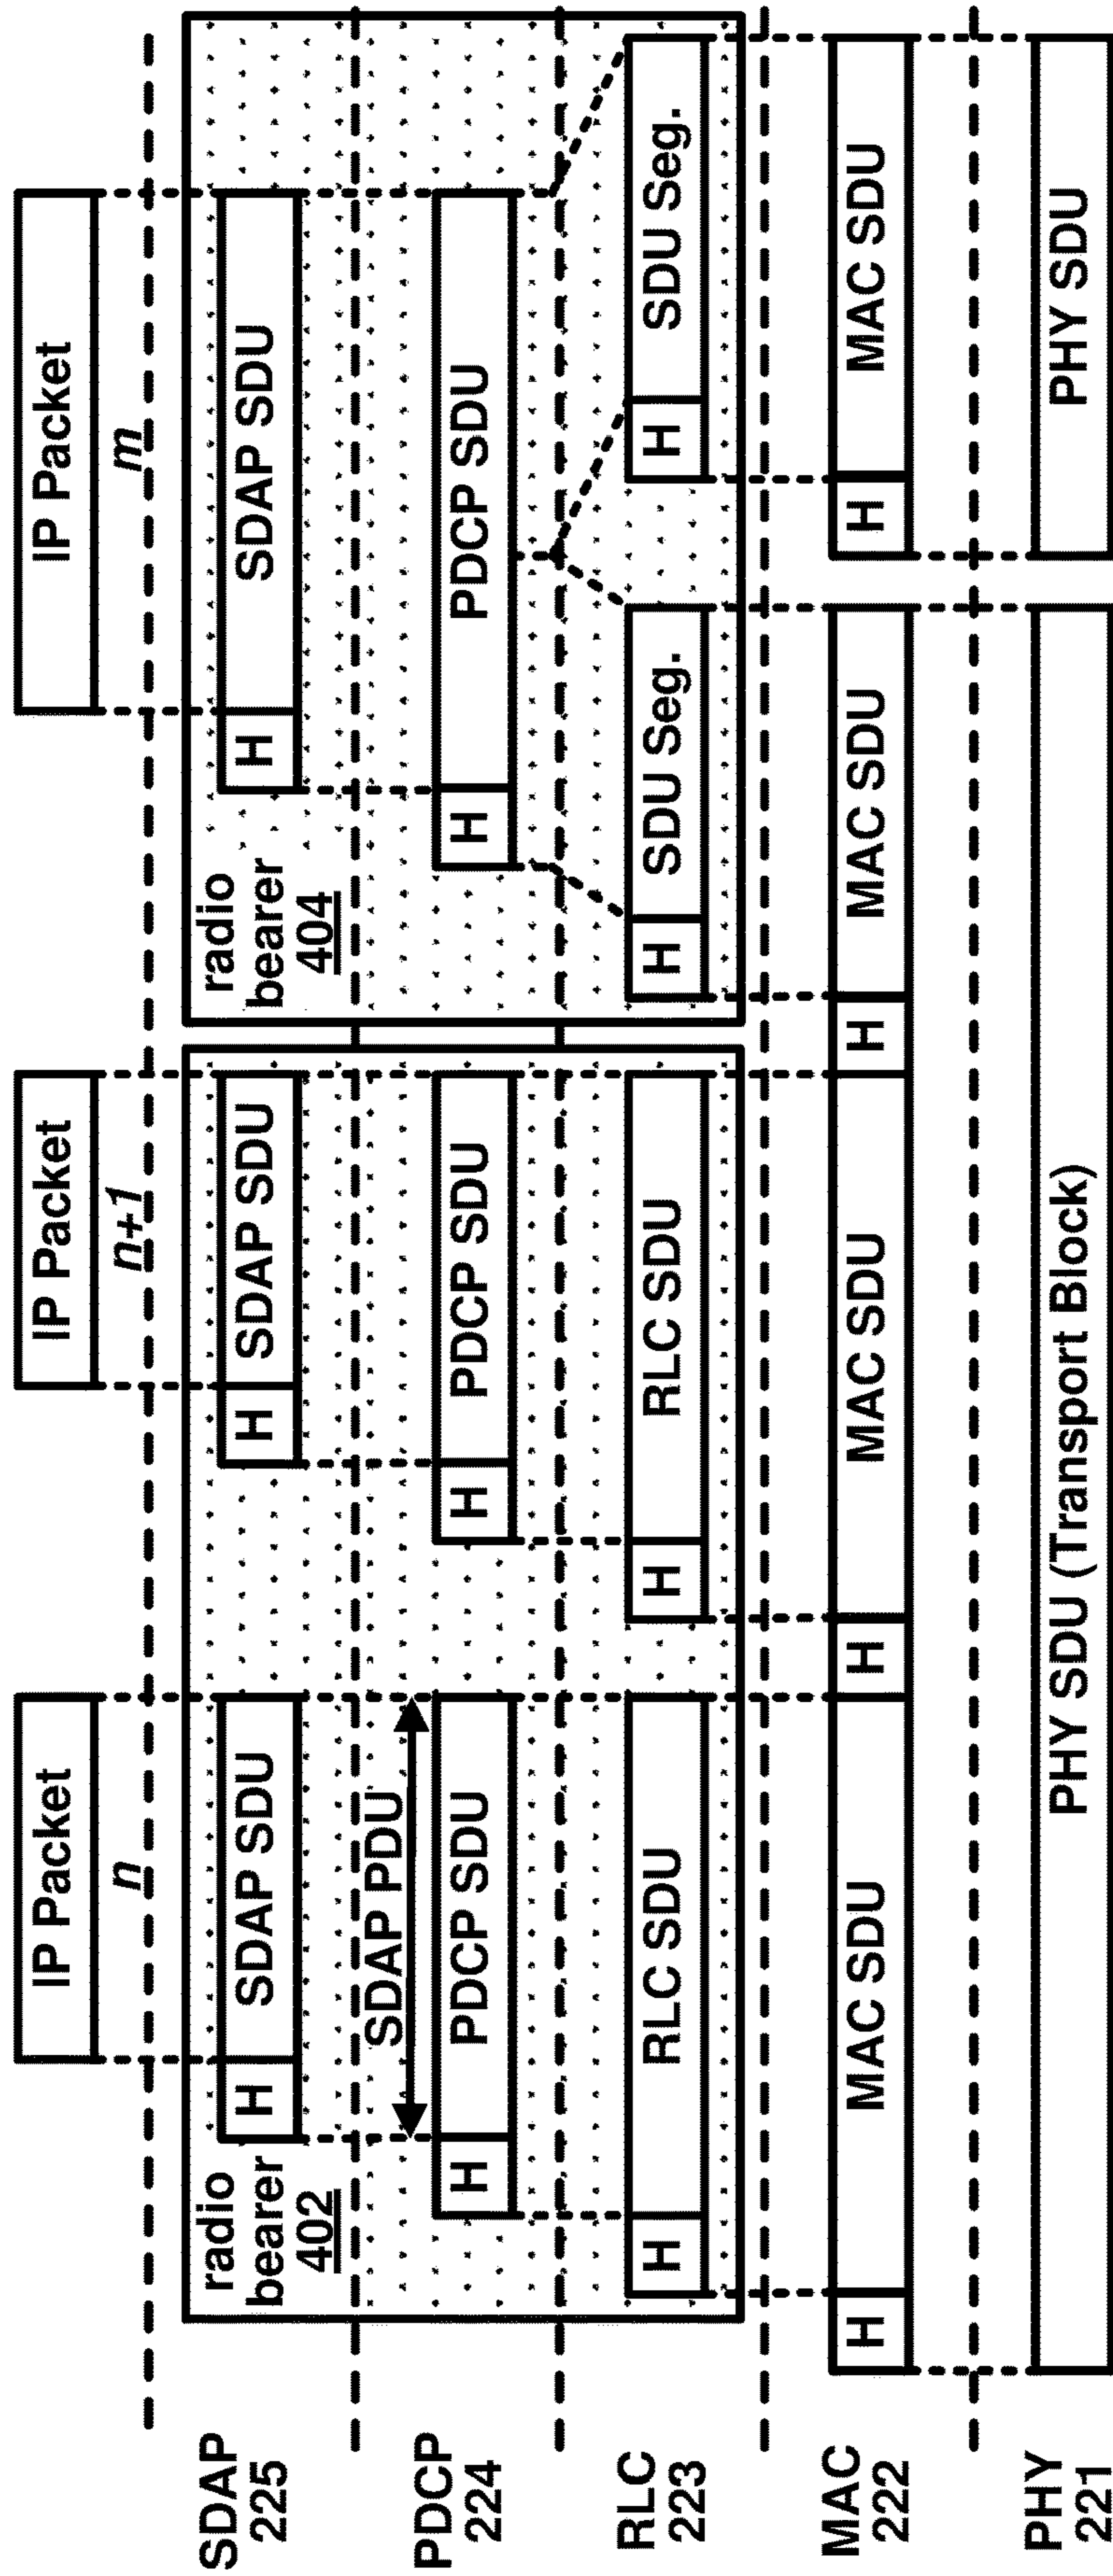 IP Packet
n
IP Packet
n+1
IP Packet
m
SDAP
225
radio
bearer
402
H
SDAP SDU
H
SDAP SDU
radio
bearer
404
H
SDAP SDU
SDAP PDU
PDCP
224
H
PDCP SDU
H
PDCP SDU
H
PDCP SDU
RLC
223
H
RLC SDU
H
RLC SDU
H
SDU Seg.
H
SDU Seg.
MAC
222
H
MAC SDU
H
MAC SDU
H
MAC SDU
H
MAC SDU
PHY
221
PHY SDU (Transport Block)
PHY SDU